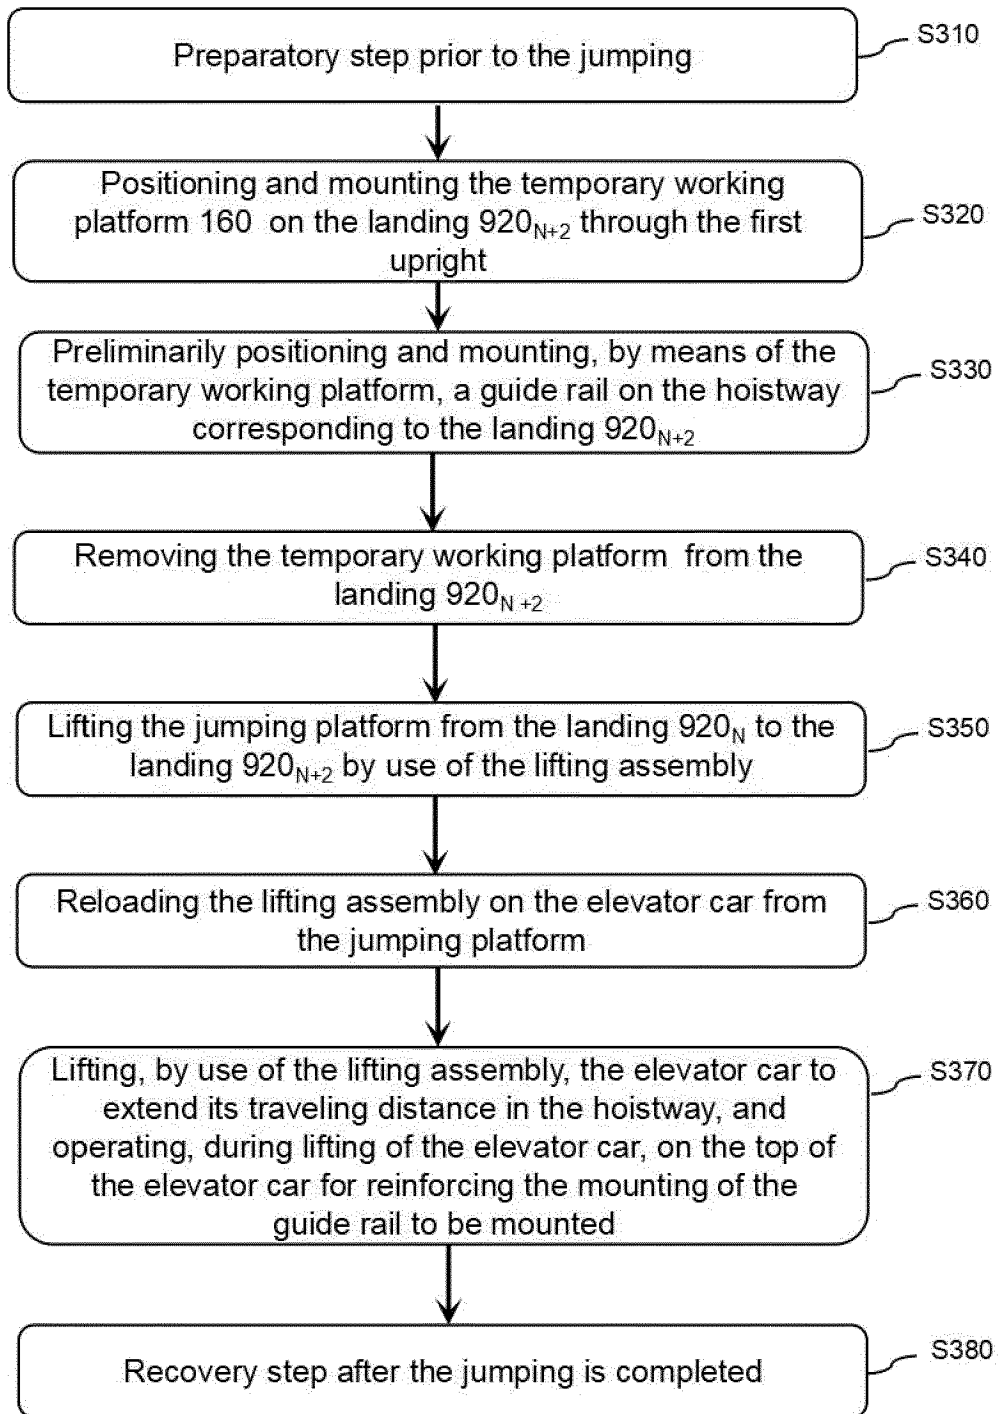 Preparatory step prior to the jumping
S310
Positioning and mounting the temporary working
platform 160 on the landing 920N+2 through the first
upright
S320
Preliminarily positioning and mounting, by means of the
temporary working platform, a guide rail on the hoistway
corresponding to the landing 920N+2
S330
Removing the temporary working platform from the
landing 920N +2
S340
Lifting the jumping platform from the landing 920N to the
landing 920N+2 by use of the lifting assembly
S350
Reloading the lifting assembly on the elevator car from
the jumping platform
S360
Lifting, by use of the lifting assembly, the elevator car to
extend its traveling distance in the hoistway, and
operating, during lifting of the elevator car, on the top of
the elevator car for reinforcing the mounting of the
guide rail to be mounted
S370
Recovery step after the jumping is completed
S380